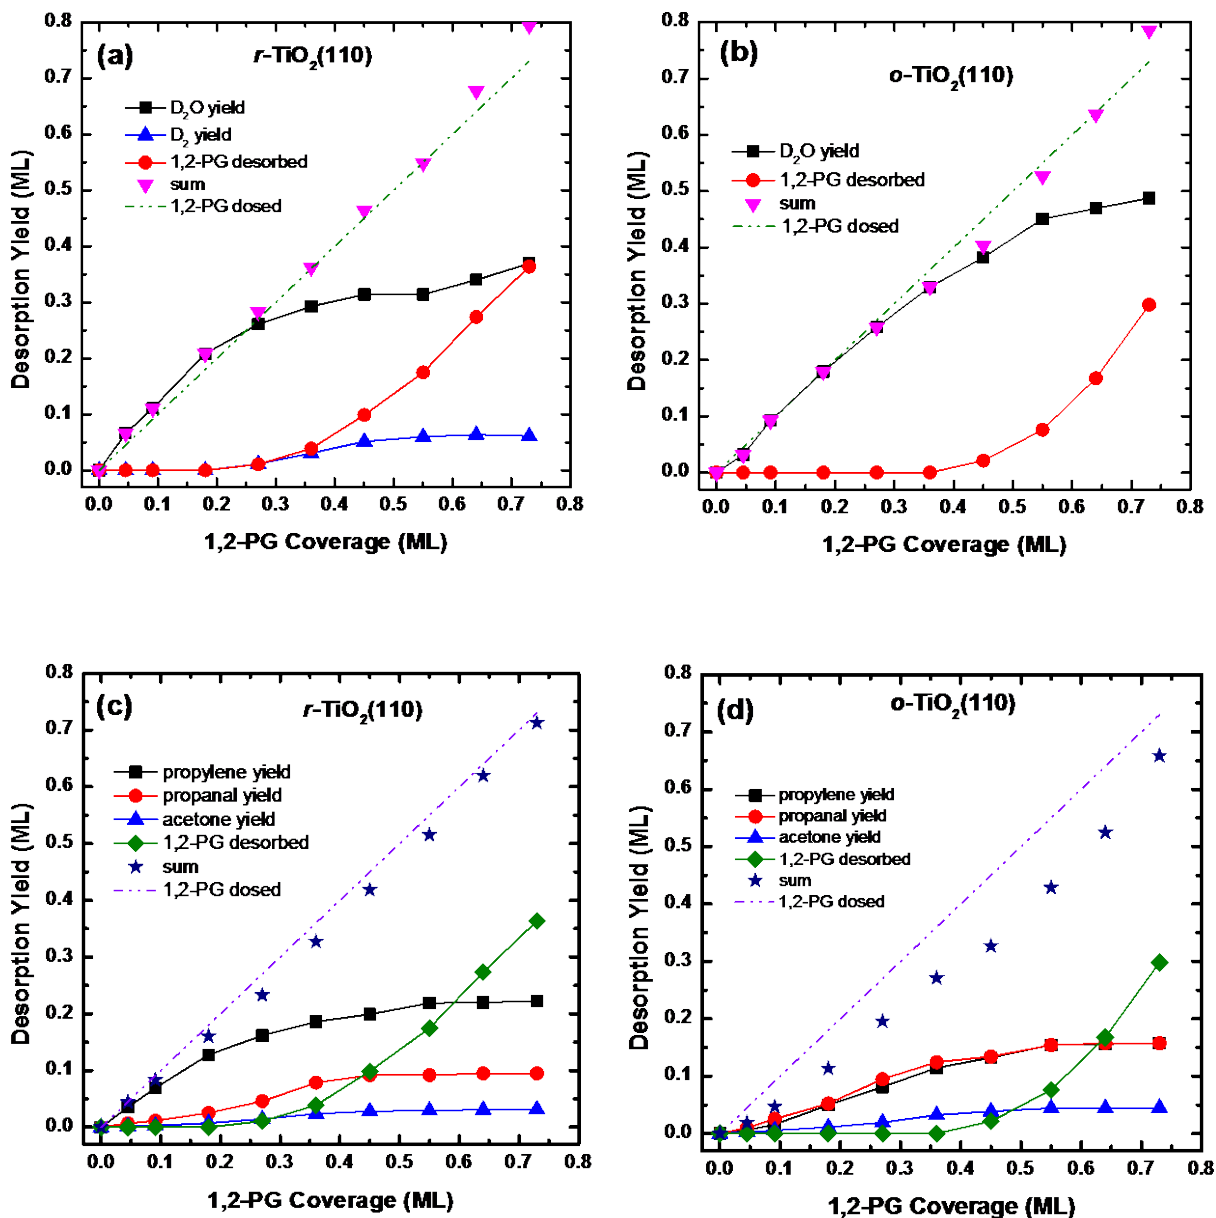 (a)
r-TiO₂(110)
D₂O yield
D₂ yield
1,2-PG desorbed
sum
1,2-PG dosed
0.8
0.7
0.6
0.5
0.4
0.3
0.2
0.1
0.0
Desorption Yield (ML)
0.0 0.1 0.2 0.3 0.4 0.5 0.6 0.7 0.8
1,2-PG Coverage (ML)
(b)
o-TiO₂(110)
D₂O yield
1,2-PG desorbed
sum
1,2-PG dosed
0.8
0.7
0.6
0.5
0.4
0.3
0.2
0.1
0.0
Desorption Yield (ML)
0.0 0.1 0.2 0.3 0.4 0.5 0.6 0.7 0.8
1,2-PG Coverage (ML)
(c)
r-TiO₂(110)
propylene yield
propanal yield
acetone yield
1,2-PG desorbed
sum
1,2-PG dosed
0.8
0.7
0.6
0.5
0.4
0.3
0.2
0.1
0.0
Desorption Yield (ML)
0.0 0.1 0.2 0.3 0.4 0.5 0.6 0.7 0.8
1,2-PG Coverage (ML)
(d)
o-TiO₂(110)
propylene yield
propanal yield
acetone yield
1,2-PG desorbed
sum
1,2-PG dosed
0.8
0.7
0.6
0.5
0.4
0.3
0.2
0.1
0.0
Desorption Yield (ML)
0.0 0.1 0.2 0.3 0.4 0.5 0.6 0.7 0.8
1,2-PG Coverage (ML)